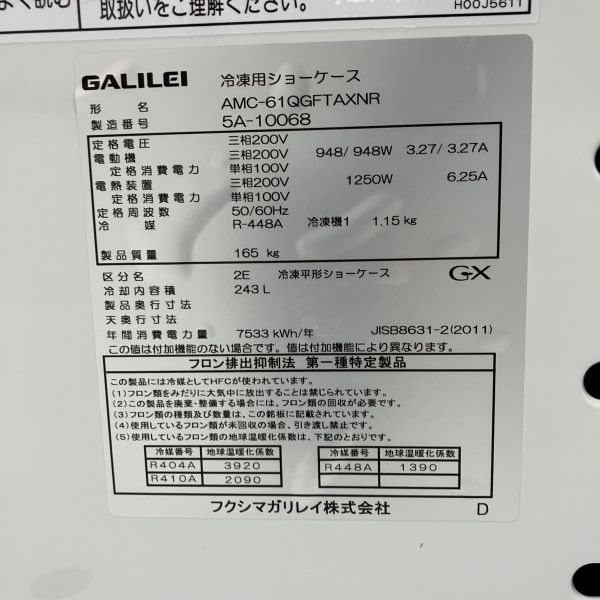 よく読む
取扱いをご理解ください
H00J5611
GALILEI 冷凍用ショーケース
形 名 AMC-61QGFTAXNR
製造番号 5A-10068
定格電圧 三相200V
電動機 三相200V 948/948W 3.27/3.27A
定格消費電力 単相100V
電熱装置 三相200V 1250W 6.25A
定格消費電力 単相100V
定格周波数 50/60Hz
冷 媒 R-448A 冷凍機1 1.15 kg
製品質量 165 kg
区分名 2E 冷凍平形ショーケース GX
冷却内容積 243 L
製品奥行寸法
天奥行寸法
年間消費電力量 7533 kWh/年 JISB8631-2(2011)
この値は付加機能のない場合です。値は付加機能により異なります。
フロン排出抑制法 第一種特定製品
この製品には冷媒としてHFCが使われています。
(1)フロン類をみだりに大気中に放出することは禁じられています。
(2)この製品を廃棄・整備する場合には、フロン類の回収が必要です。
(3)フロン類の種類及び数量は、この銘板に記載されています。
(4)使用しているフロン類が未回収の場合、引き渡し禁止です。
(5)使用しているフロン類の地球温暖化係数は、下記のとおりです。
冷媒番号 地球温暖化係数 冷媒番号 地球温暖化係数
R404A 3920 R448A 1390
R410A 2090
フクシマガリレイ株式会社 D